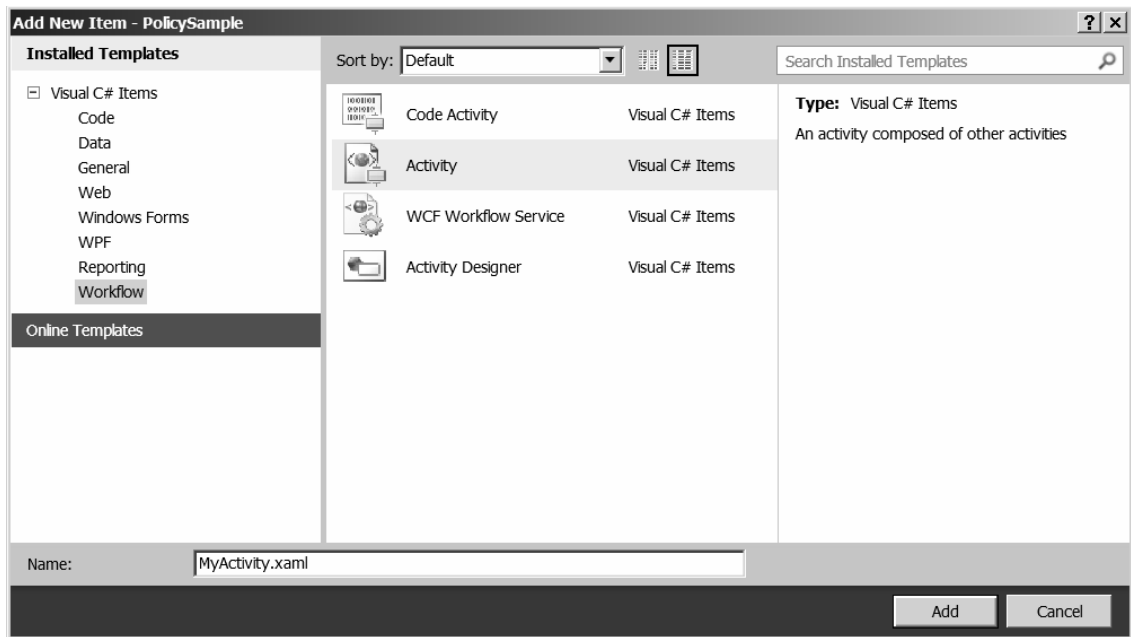 Add New Item - PolicySample
Installed Templates
Visual C# Items
Code
Data
General
Web
Windows Forms
WPF
Reporting
Workflow
Online Templates
Sort by: Default
Code Activity Visual C# Items
Activity Visual C# Items
WCF Workflow Service Visual C# Items
Activity Designer Visual C# Items
Search Installed Templates
Type: Visual C# Items
An activity composed of other activities
Name: MyActivity.xaml
Add Cancel